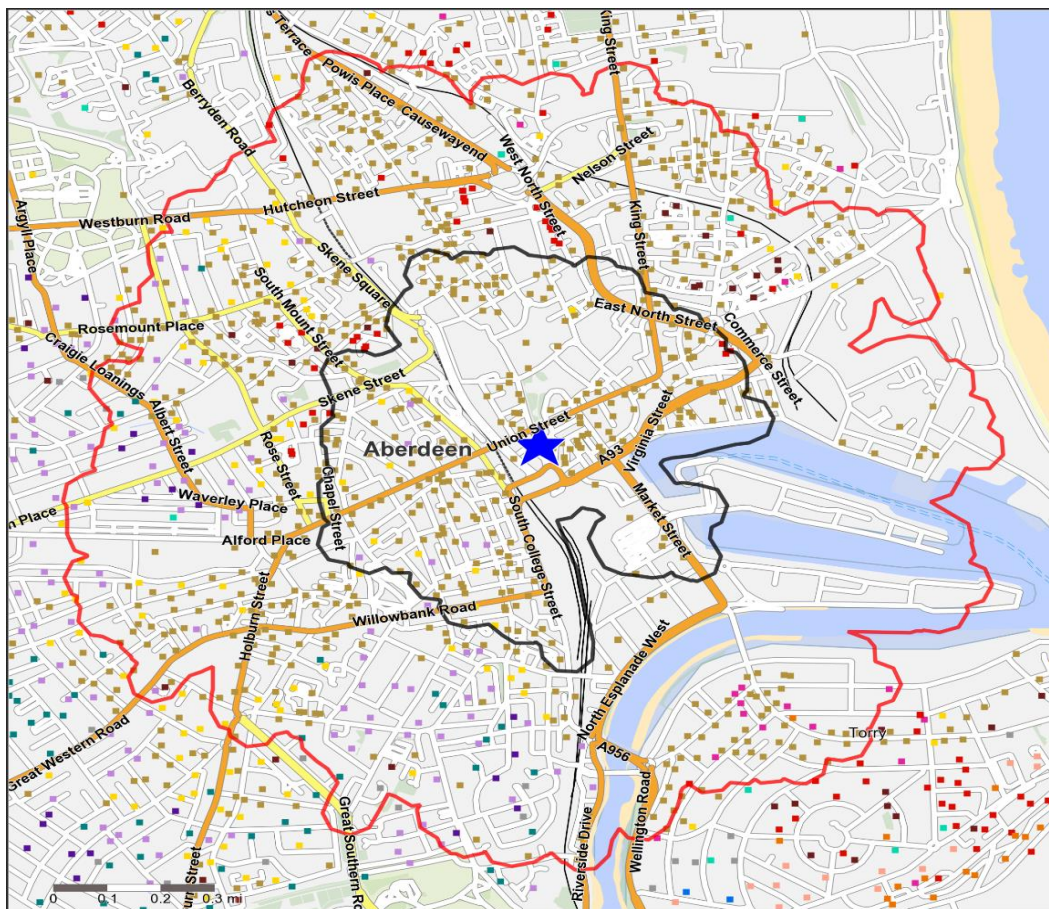 s Terrace
Powis Place
Causewayend
King Street
Berryden Road
West North Street
Nelson Street
Hutcheon Street
Westburn Road
Argyll Place
King Street
Skene Square
South Mount Street
East North Street
Commerce Street
Rosemount Place
Craigie Loanings
Skene Street
Albert Street
Union Street
Virginia Street
Aberdeen
A93
Rose Street
Chapel Street
Waverley Place
n Place
Market Street
South College Street
Alford Place
Holburn Street
Willowbank Road
North Esplanade West
Great Western Road
Torry
A956
Great Southern Ro
Riverside Drive
Wellington Road
urn Street
0 0.1 0.2 0.3 mi